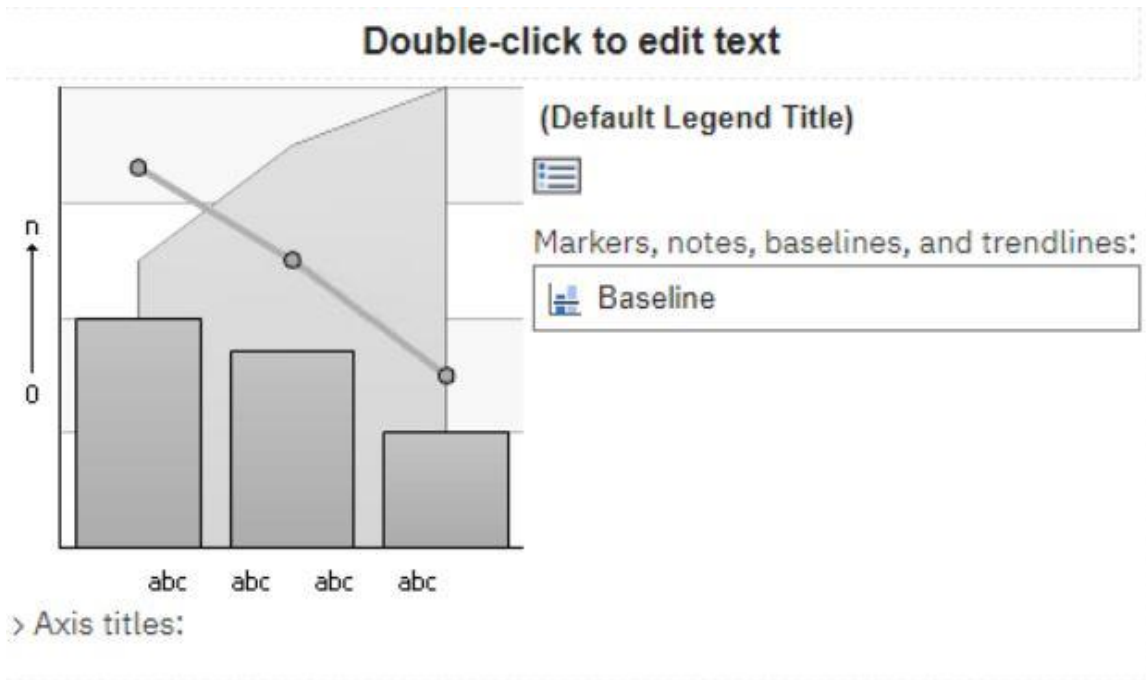 Double-click to edit text
(Default Legend Title)
Markers, notes, baselines, and trendlines:
Baseline
n
0
abc abc abc abc
> Axis titles: